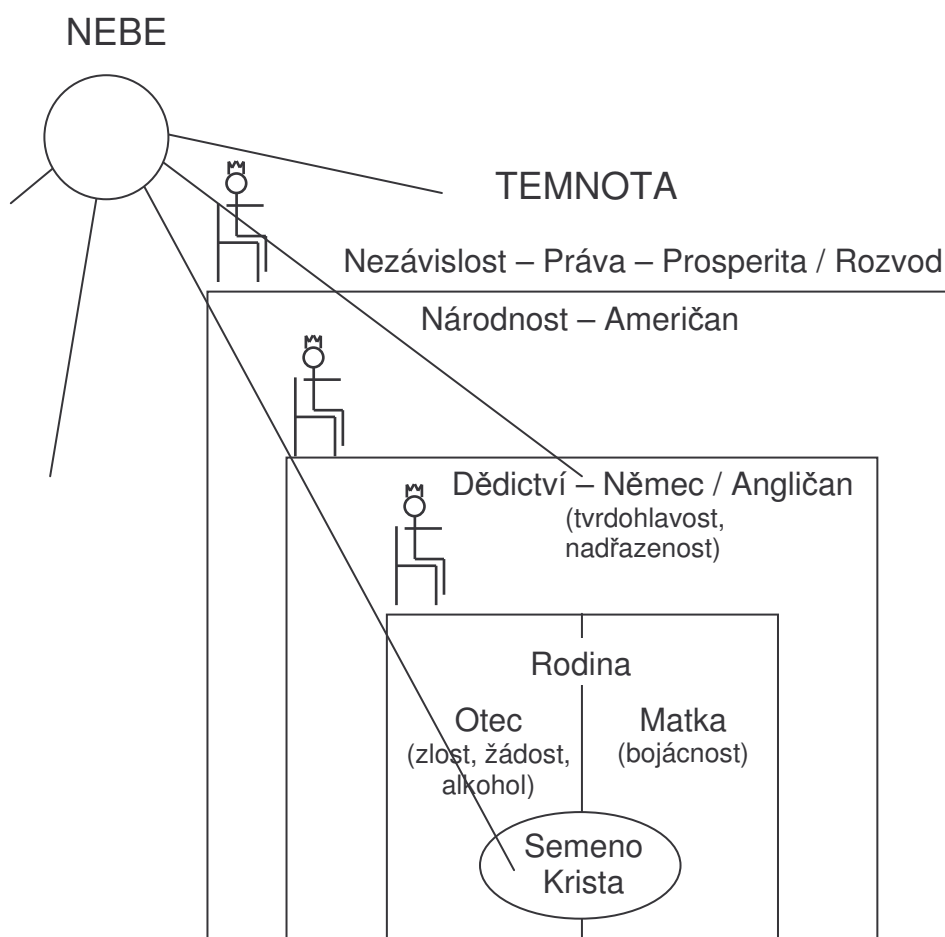 NEBE
TEMNOTA
Nezávislost – Práva – Prosperita / Rozvod
Národnost – Američan
Dědictví – Němec / Angličan
(tvrdohlavost,
nadřazenost)
Rodina
Otec
(zlost, žádost,
alkohol)
Matka
(bojácnost)
Semeno
Krista